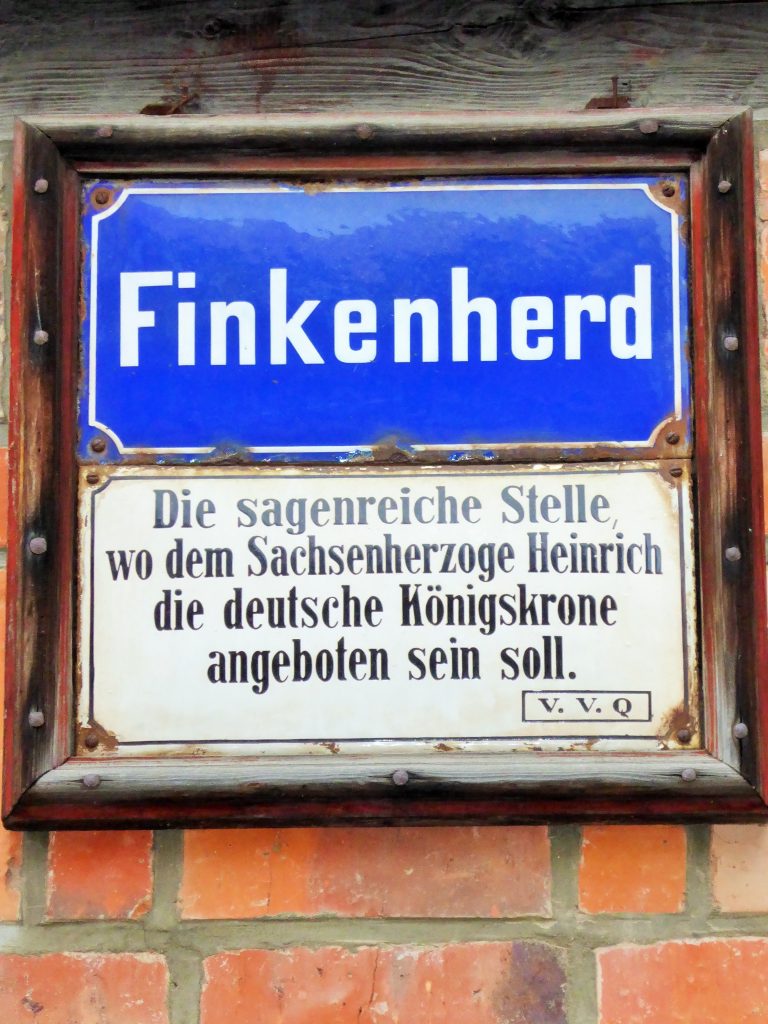 Finkenherd
Die sagenreiche Stelle,
wo dem Sachsenherzoge Heinrich
die deutsche Königskrone
angeboten sein soll.
V. V. Q